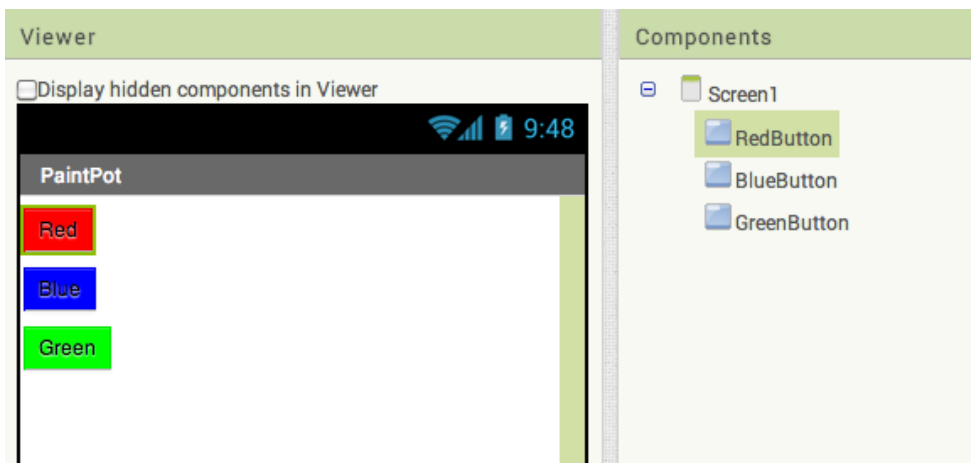 Viewer
Display hidden components in Viewer
9:48
PaintPot
Red
Blue
Green
Components
Screen1
RedButton
BlueButton
GreenButton